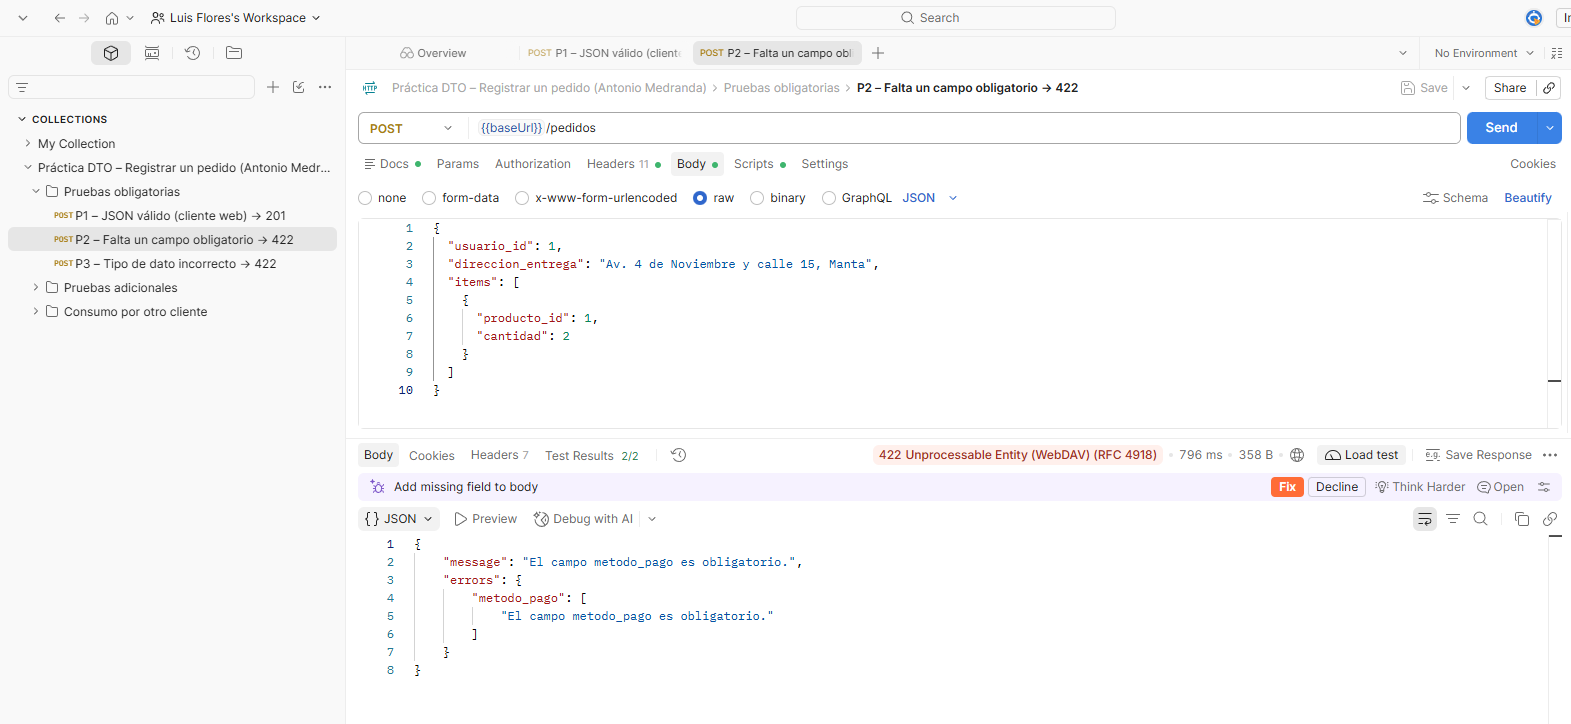 Luis Flores's Workspace
Search
Overview
POST P1 – JSON válido (cliente
POST P2 – Falta un campo obl
No Environment
COLLECTIONS
My Collection
Práctica DTO – Registrar un pedido (Antonio Medr...
Pruebas obligatorias
POST P1 – JSON válido (cliente web) → 201
POST P2 – Falta un campo obligatorio → 422
POST P3 – Tipo de dato incorrecto → 422
Pruebas adicionales
Consumo por otro cliente
HTTP Práctica DTO – Registrar un pedido (Antonio Medranda) > Pruebas obligatorias > P2 – Falta un campo obligatorio → 422
Save
Share
POST {{baseUrl}} /pedidos
Send
Docs Params Authorization Headers 11 Body Scripts Settings
Cookies
none form-data x-www-form-urlencoded raw binary GraphQL JSON
Schema Beautify
1 {
2 "usuario_id": 1,
3 "direccion_entrega": "Av. 4 de Noviembre y calle 15, Manta",
4 "items": [
5 {
6 "producto_id": 1,
7 "cantidad": 2
8 }
9 ]
10 }
Body Cookies Headers 7 Test Results 2/2
422 Unprocessable Entity (WebDAV) (RFC 4918) • 796 ms • 358 B
Load test
e.g. Save Response
Add missing field to body
Fix Decline Think Harder Open
{} JSON Preview Debug with AI
1 {
2 "message": "El campo metodo_pago es obligatorio.",
3 "errors": {
4 "metodo_pago": [
5 "El campo metodo_pago es obligatorio."
6 ]
7 }
8 }